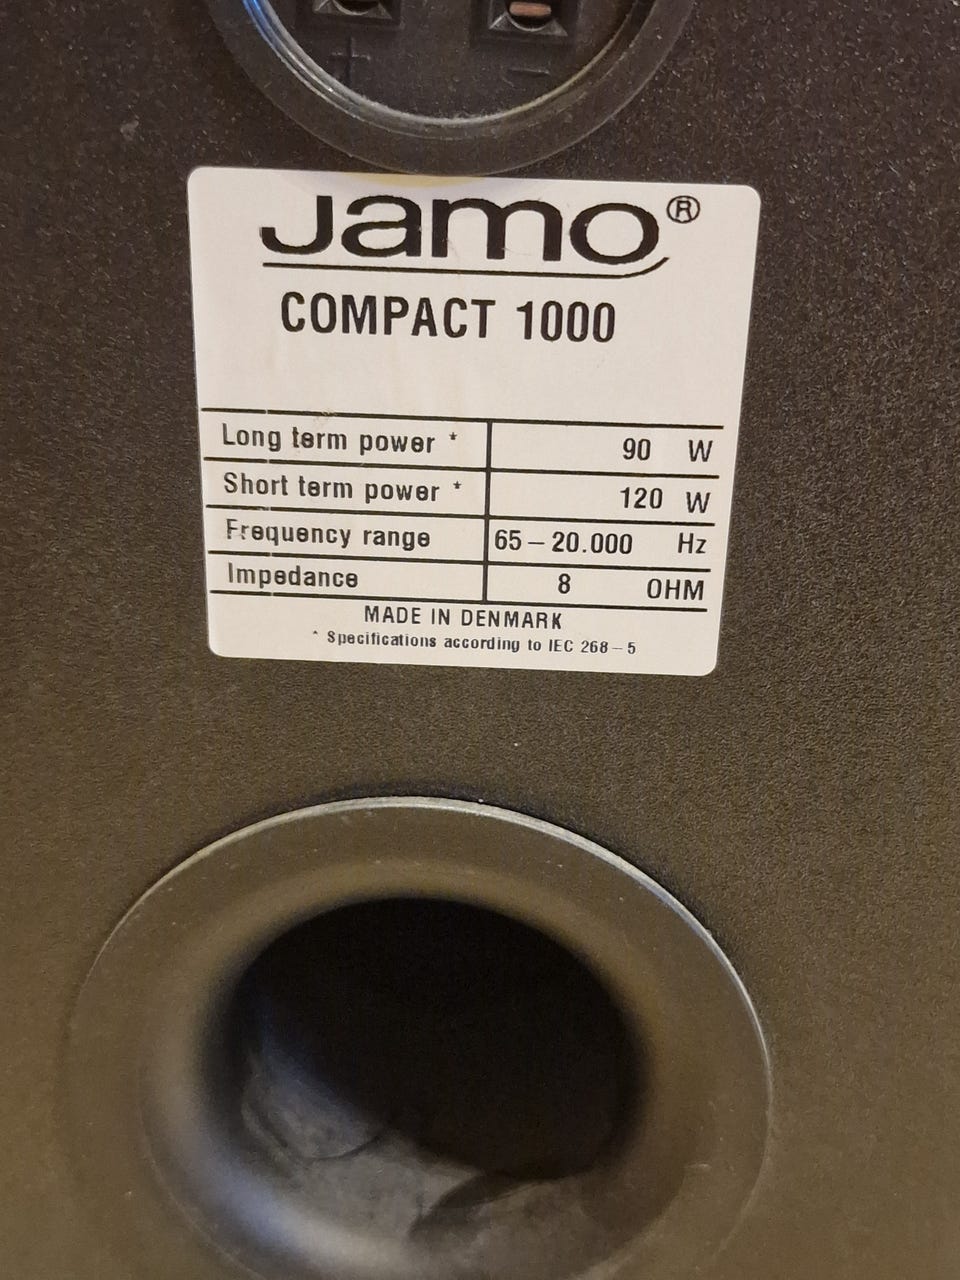 + −
Jamo®
COMPACT 1000
Long term power * 90 W
Short term power * 120 W
Frequency range 65 – 20.000 Hz
Impedance 8 OHM
MADE IN DENMARK
* Specifications according to IEC 268 – 5